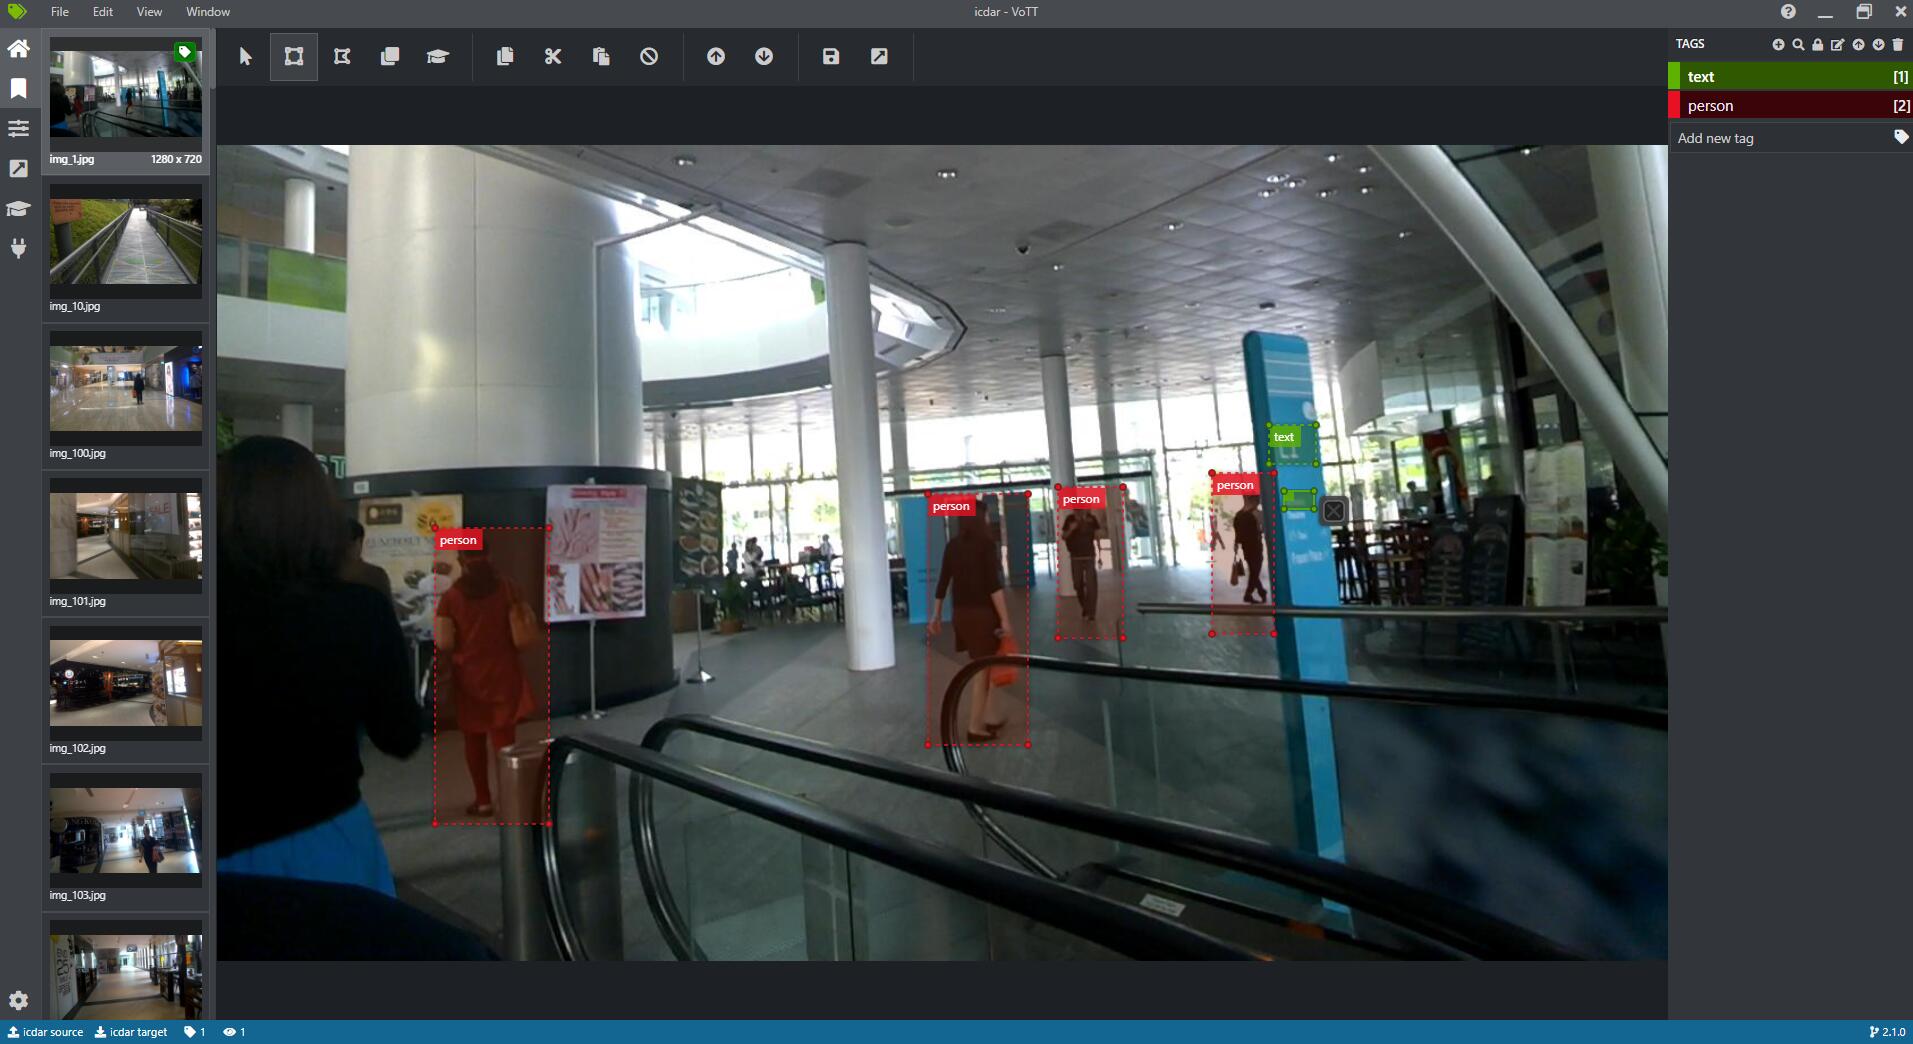 File Edit View Window
icdar - VoTT
TAGS
text [1]
person [2]
Add new tag
img_1.jpg 1280 x 720
img_10.jpg
img_100.jpg
img_101.jpg
img_102.jpg
img_103.jpg
SALE
text
person
person
person
person
icdar source icdar target 1 1
2.1.0